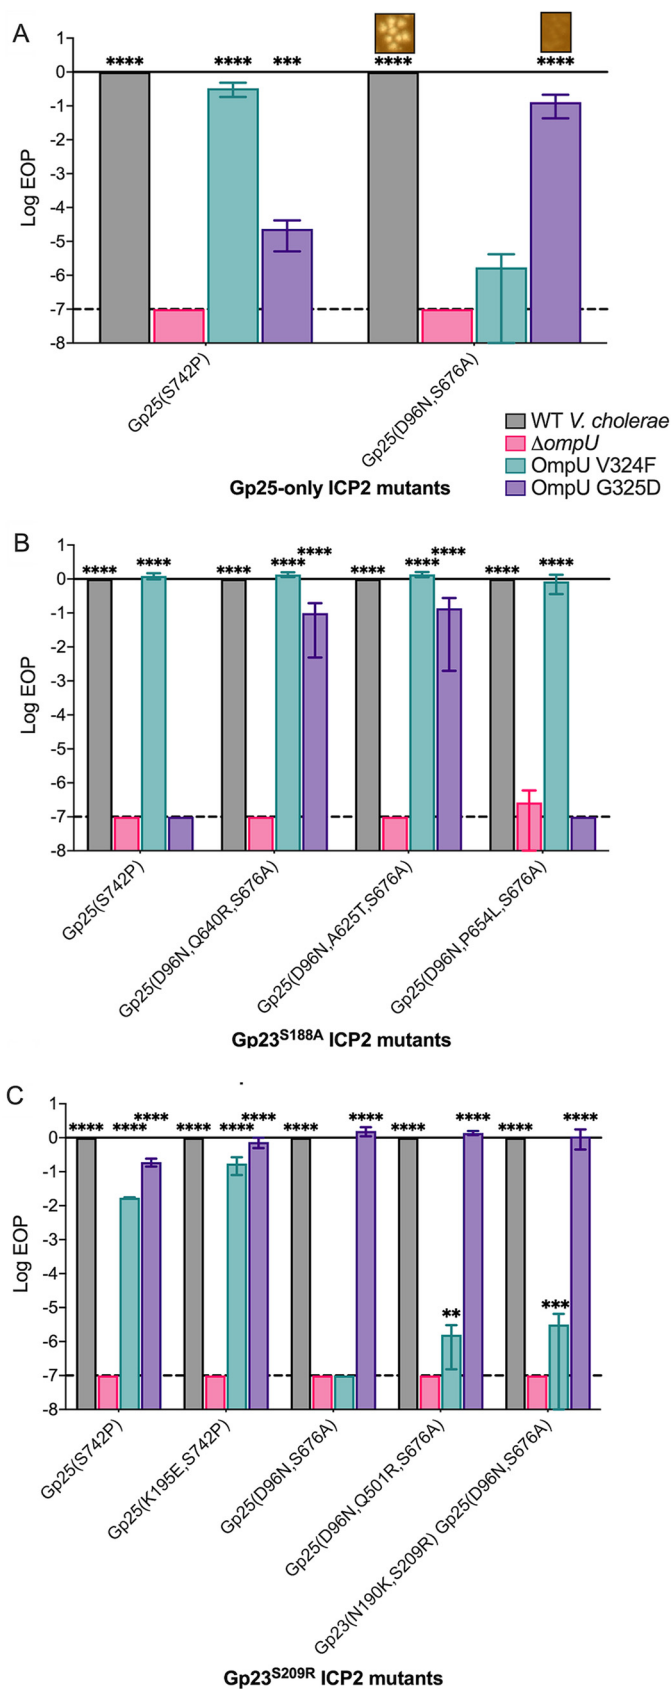 A
1
0
-1
-2
-3
-4
-5
-6
-7
-8
Log EOP
**** **** *** **** ****
Gp25(S742P)
Gp25(D96N,S676A)
WT V. cholerae
ΔompU
OmpU V324F
OmpU G325D
Gp25-only ICP2 mutants
B
1
0
-1
-2
-3
-4
-5
-6
-7
-8
Log EOP
**** ****
**** **** ****
**** **** ****
**** ****
Gp25(S742P)
Gp25(D96N,Q640R,S676A)
Gp25(D96N,A625T,S676A)
Gp25(D96N,P654L,S676A)
Gp23S188A ICP2 mutants
C
1
0
-1
-2
-3
-4
-5
-6
-7
-8
Log EOP
**** **** ****
**** **** ****
**** ****
**** ** ****
**** *** ****
Gp25(S742P)
Gp25(K195E,S742P)
Gp25(D96N,S676A)
Gp25(D96N,Q501R,S676A)
Gp23(N190K,S209R) Gp25(D96N,S676A)
Gp23S209R ICP2 mutants